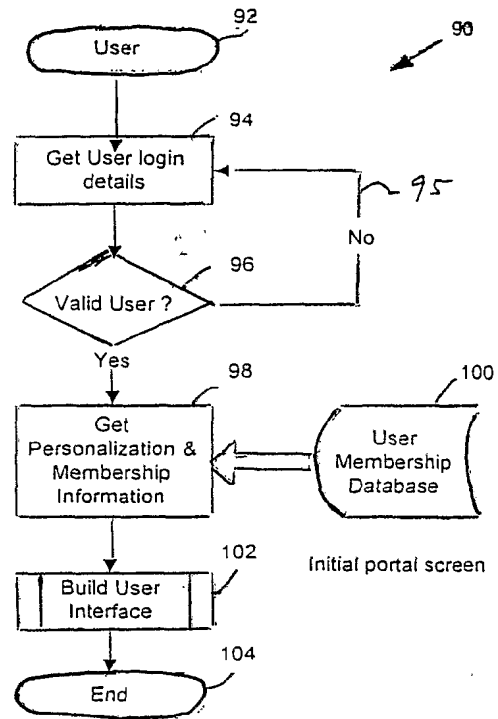 92
User
90
94
Get User login
details
95
No
96
Valid User ?
Yes
98
Get
Personalization &
Membership
Information
100
User
Membership
Database
Initial portal screen
102
Build User
Interface
104
End